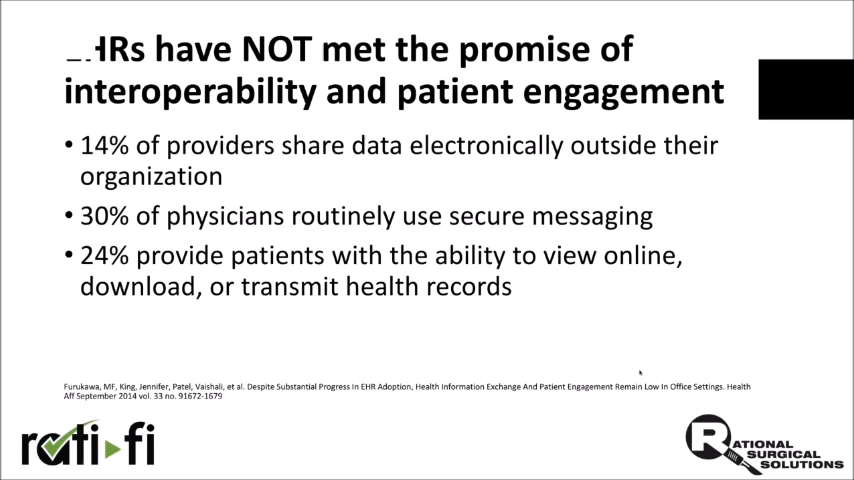 HRs have NOT met the promise of
interoperability and patient engagement
• 14% of providers share data electronically outside their
organization
• 30% of physicians routinely use secure messaging
• 24% provide patients with the ability to view online,
download, or transmit health records
Furukawa, MF, King, Jennifer, Patel, Vaishali, et al. Despite Substantial Progress In EHR Adoption, Health Information Exchange And Patient Engagement Remain Low In Office Settings. Health
Aff September 2014 vol. 33 no. 91672-1679
rati-fi
RATIONAL
SURGICAL
SOLUTIONS